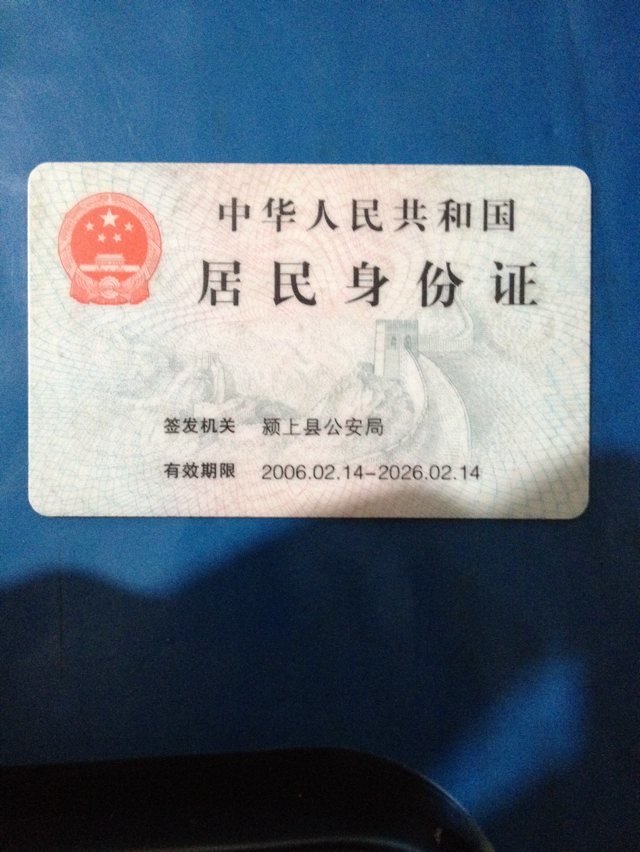 中华人民共和国
居民身份证
签发机关 颍上县公安局
有效期限 2006.02.14-2026.02.14